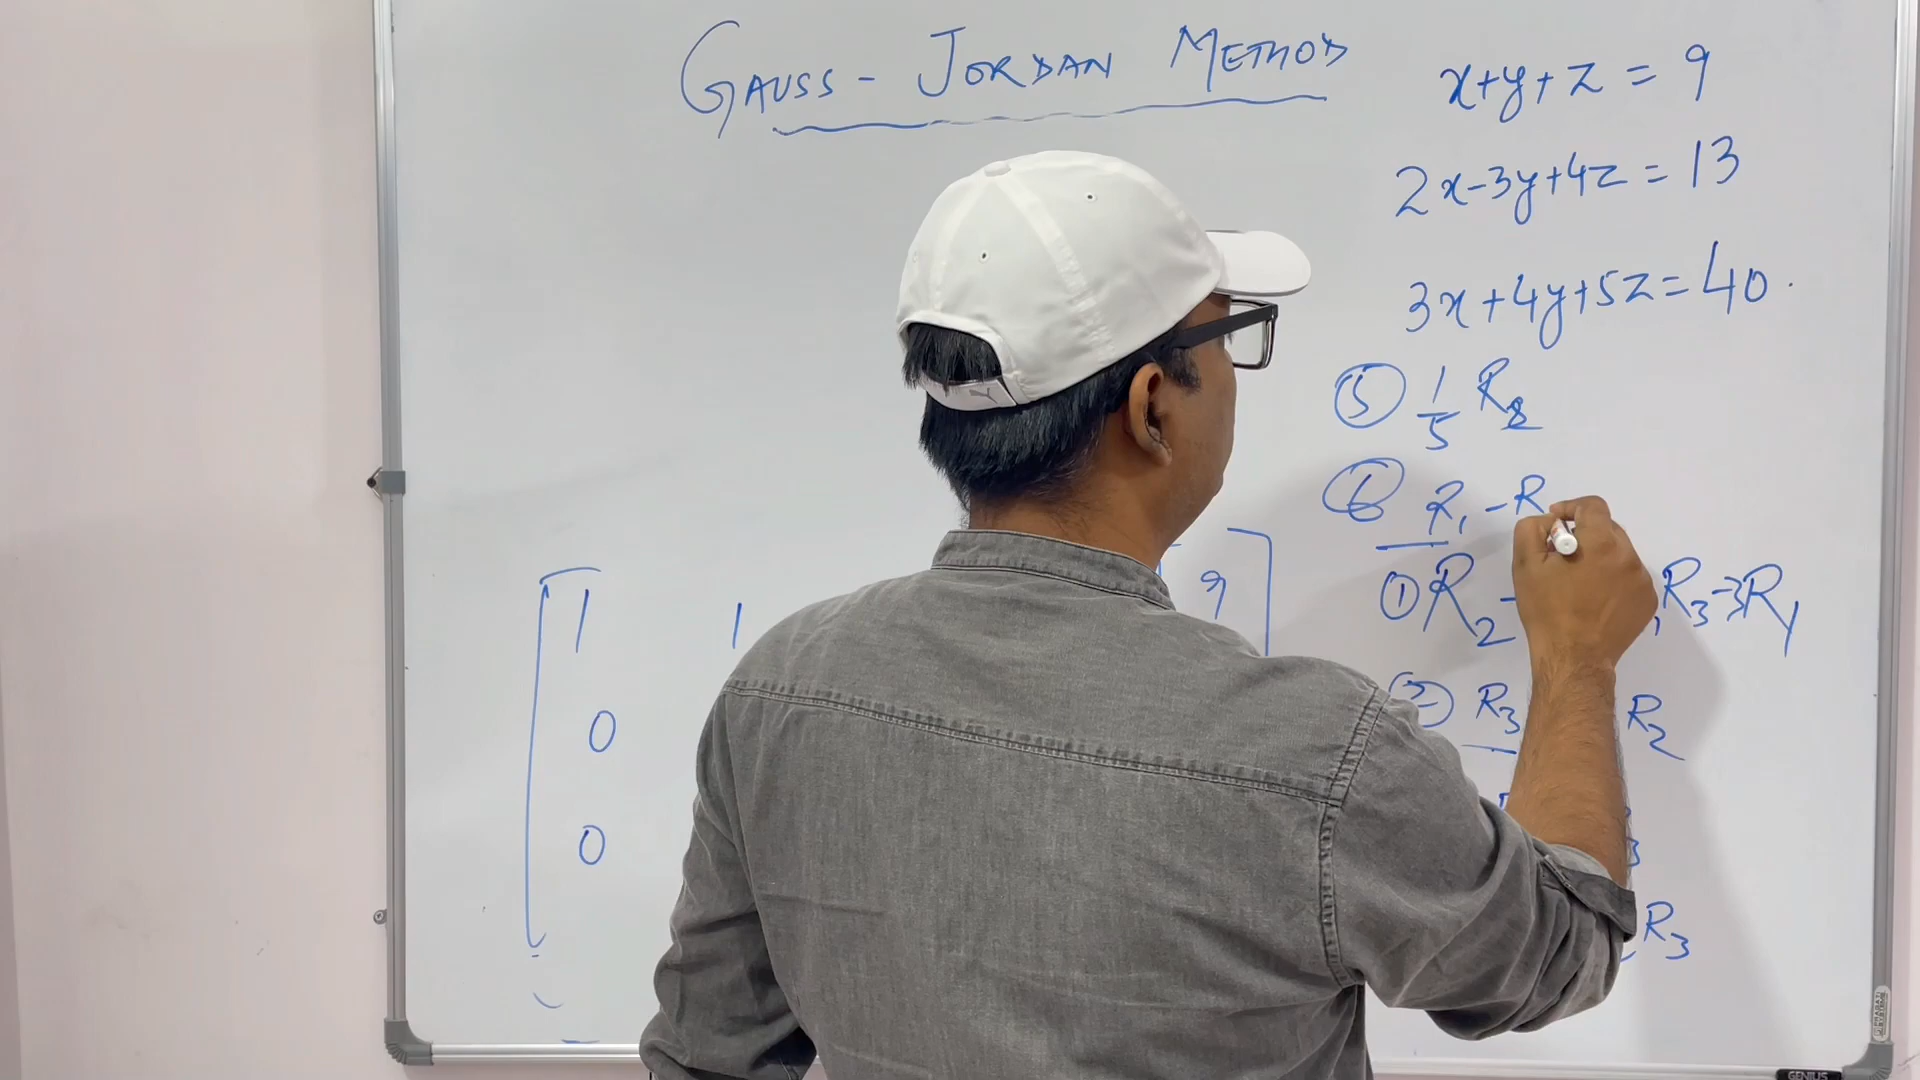 GAUSS - JORDAN METHOD
x+y+z = 9
2x-3y+4z = 13
3x+4y+5z = 40.
⑤ 1/5 R2
⑥ R1 - R
① R2 - , R3-3R1
② R3 R2
R3
1 1 9
0
0
GENIUS